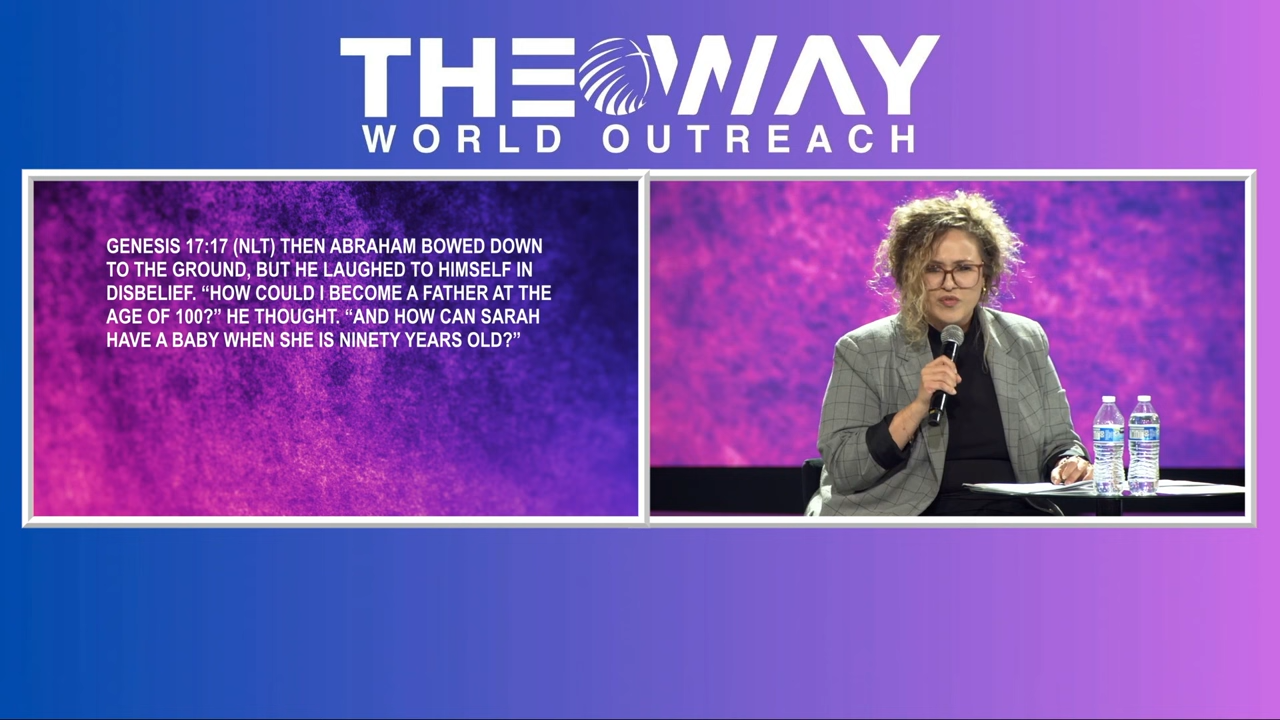 THE WAY
WORLD OUTREACH
GENESIS 17:17 (NLT) THEN ABRAHAM BOWED DOWN
TO THE GROUND, BUT HE LAUGHED TO HIMSELF IN
DISBELIEF. “HOW COULD I BECOME A FATHER AT THE
AGE OF 100?” HE THOUGHT. “AND HOW CAN SARAH
HAVE A BABY WHEN SHE IS NINETY YEARS OLD?”